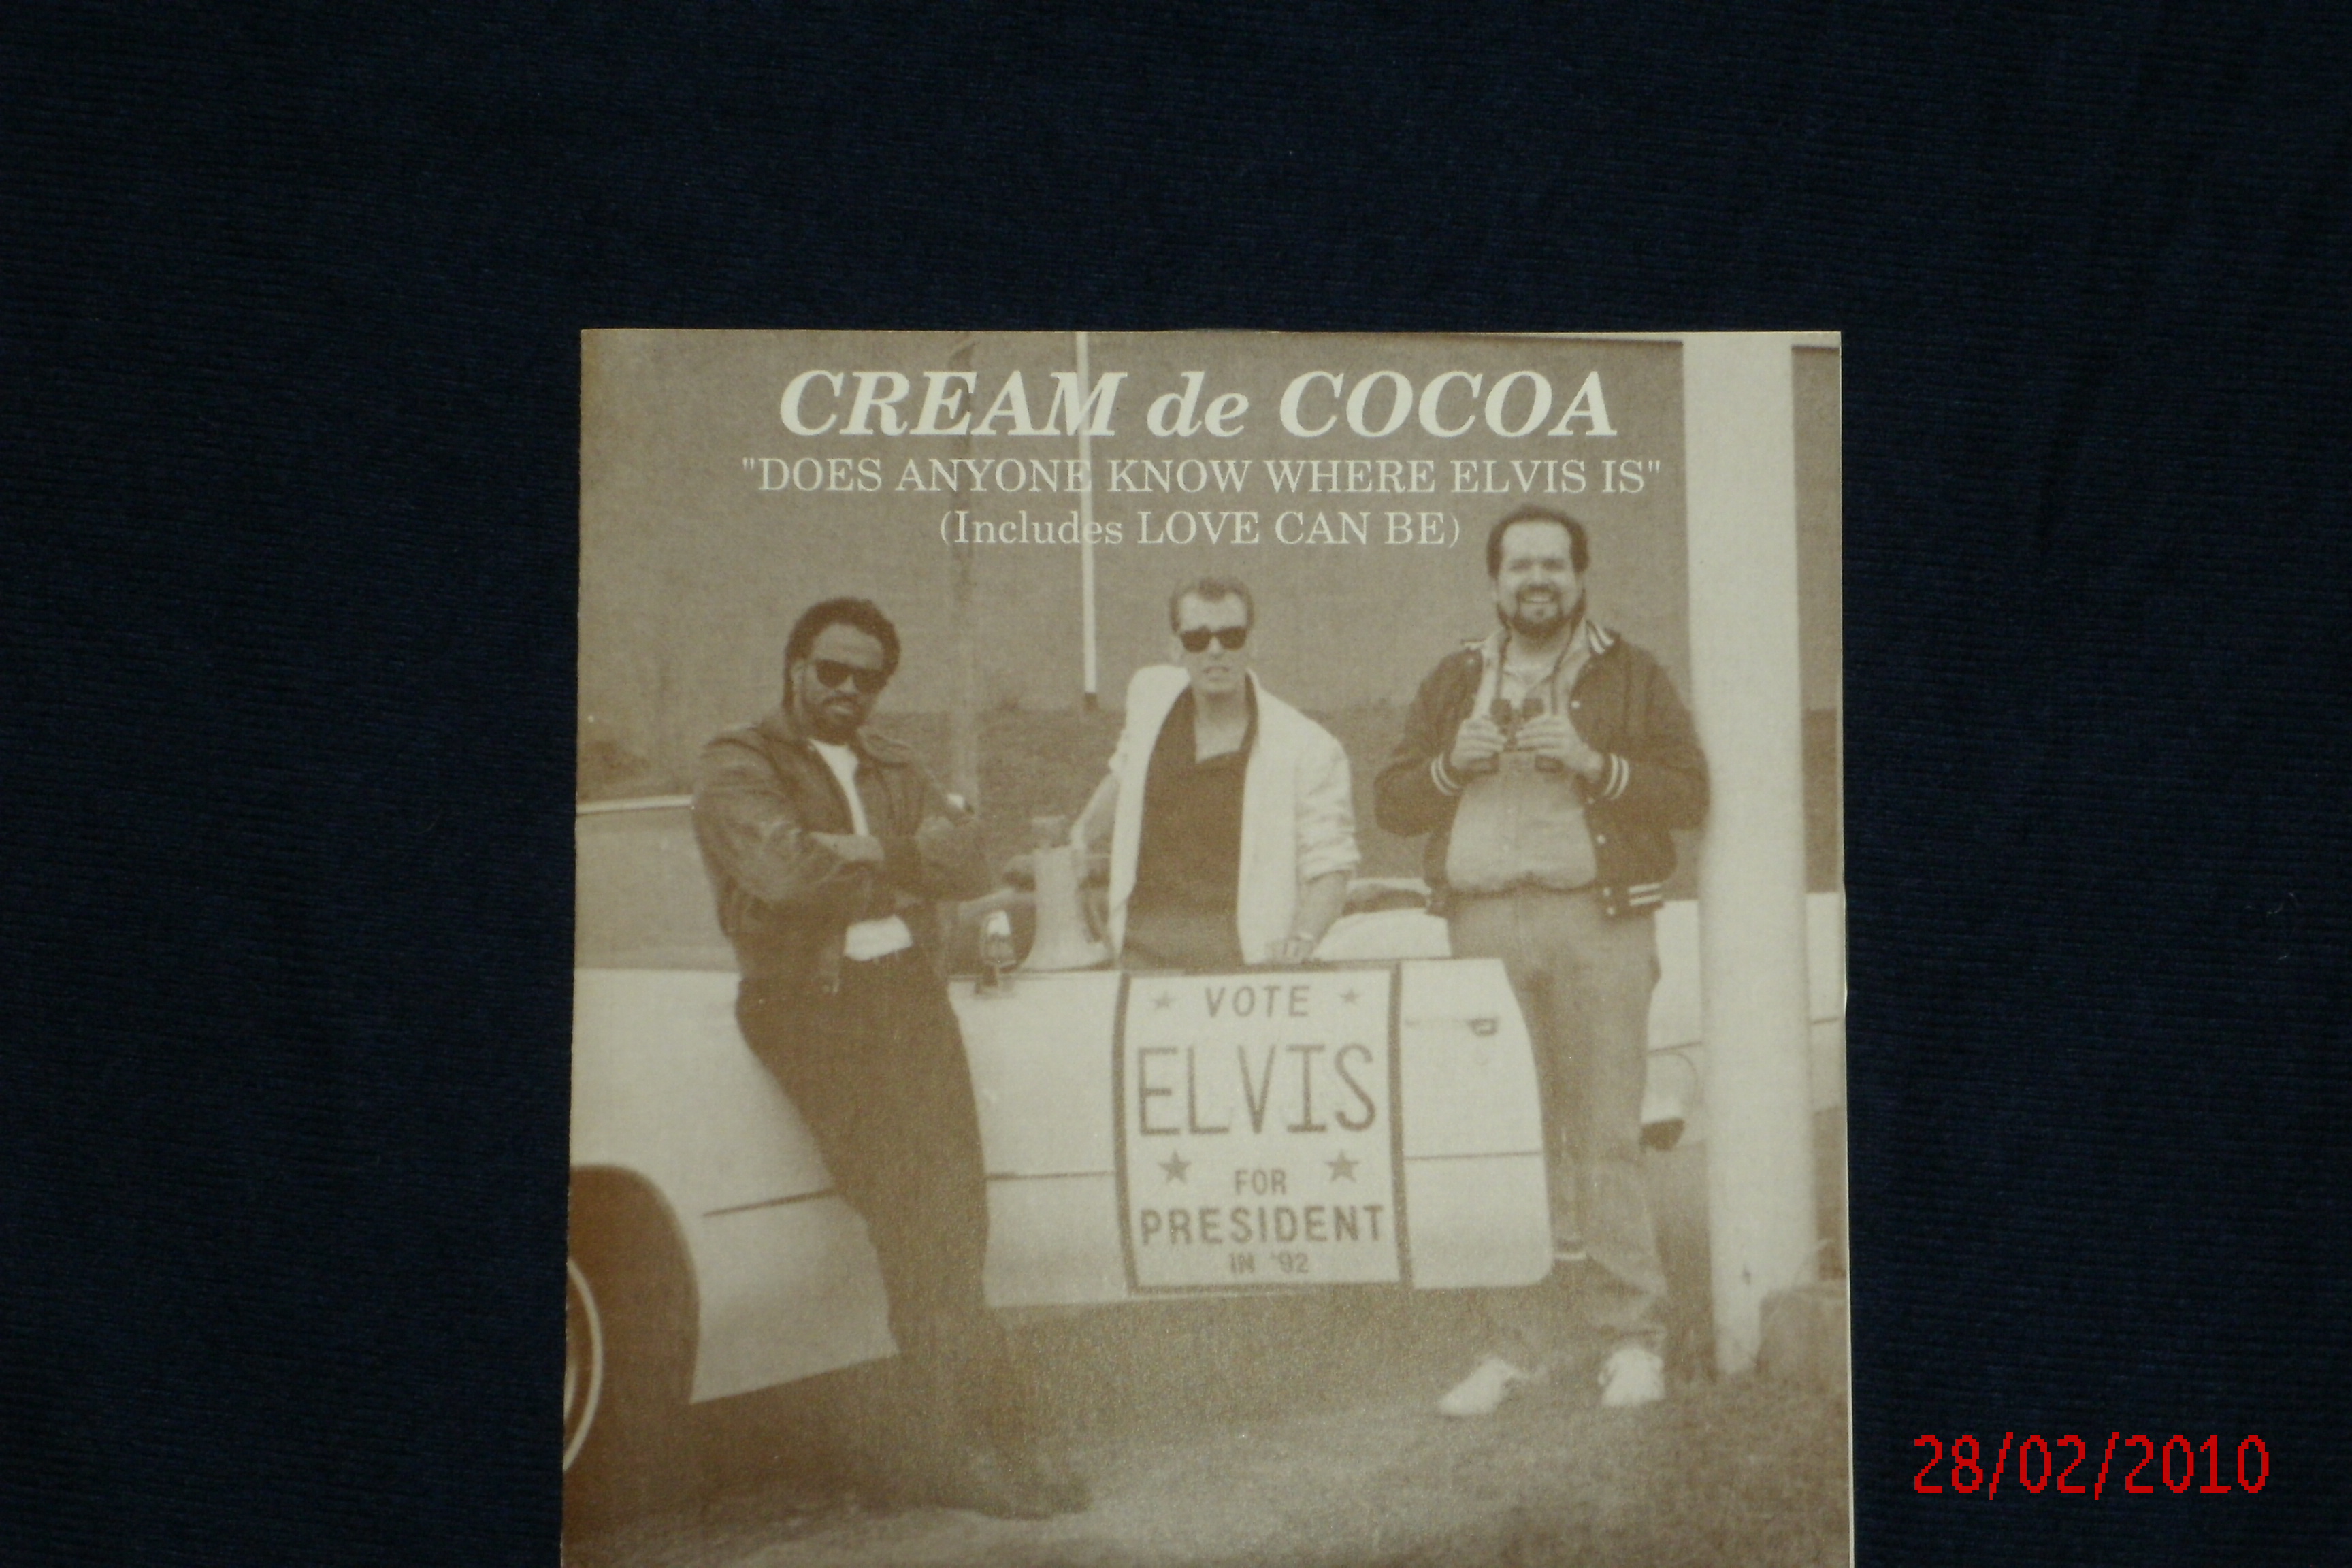 CREAM de COCOA
"DOES ANYONE KNOW WHERE ELVIS IS"
(Includes LOVE CAN BE)
VOTE
ELVIS
FOR
PRESIDENT
IN '92
28/02/2010